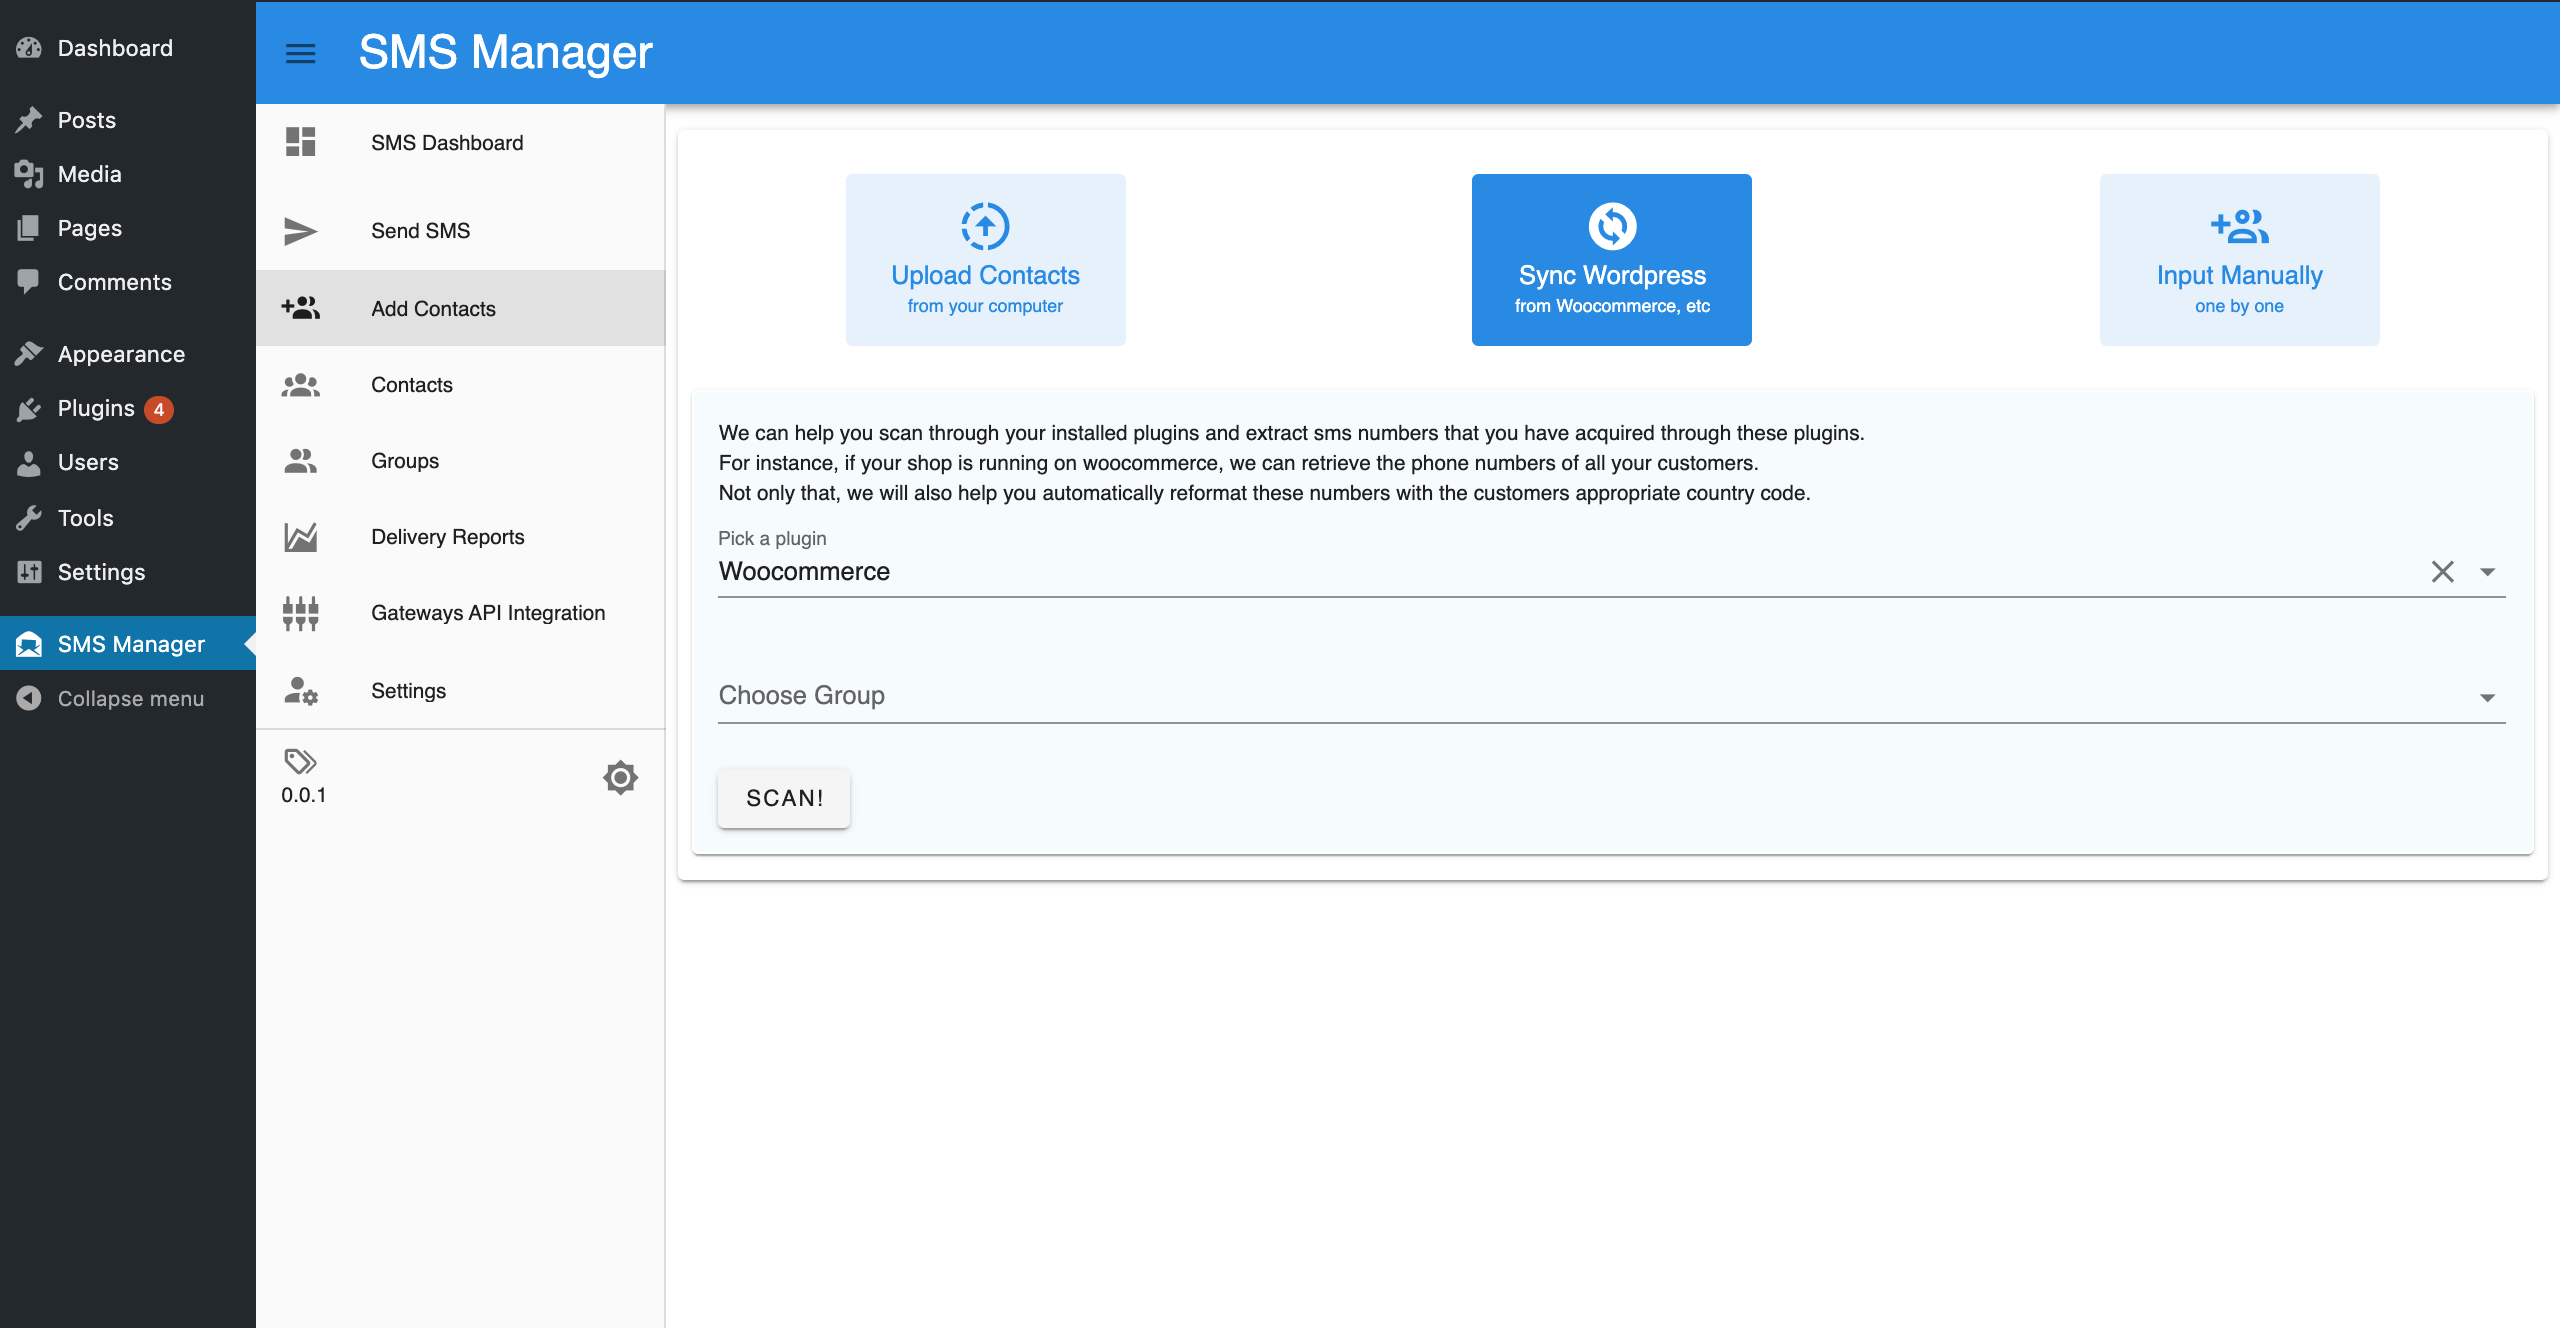 Dashboard
Posts
Media
Pages
Comments
Appearance
Plugins 4
Users
Tools
Settings
SMS Manager
Collapse menu
SMS Manager
SMS Dashboard
Send SMS
Add Contacts
Contacts
Groups
Delivery Reports
Gateways API Integration
Settings
0.0.1
Upload Contacts
from your computer
Sync Wordpress
from Woocommerce, etc
Input Manually
one by one
We can help you scan through your installed plugins and extract sms numbers that you have acquired through these plugins.
For instance, if your shop is running on woocommerce, we can retrieve the phone numbers of all your customers.
Not only that, we will also help you automatically reformat these numbers with the customers appropriate country code.
Pick a plugin
Woocommerce
Choose Group
SCAN!